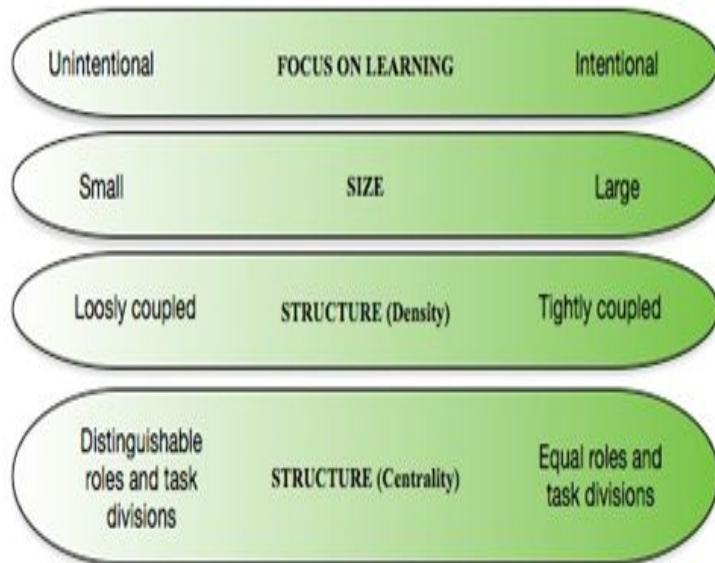 Unintentional FOCUS ON LEARNING Intentional
Small SIZE Large
Loosly coupled STRUCTURE (Density) Tightly coupled
Distinguishable
roles and task
divisions
STRUCTURE (Centrality)
Equal roles and
task divisions